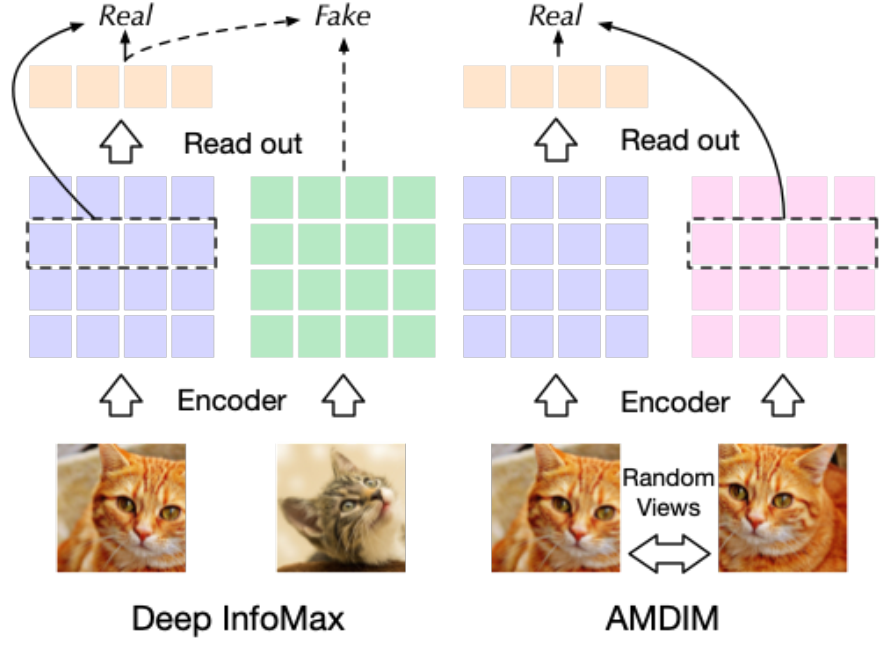 Real
Fake
Real
Read out
Read out
Encoder
Encoder
Random
Views
Deep InfoMax
AMDIM